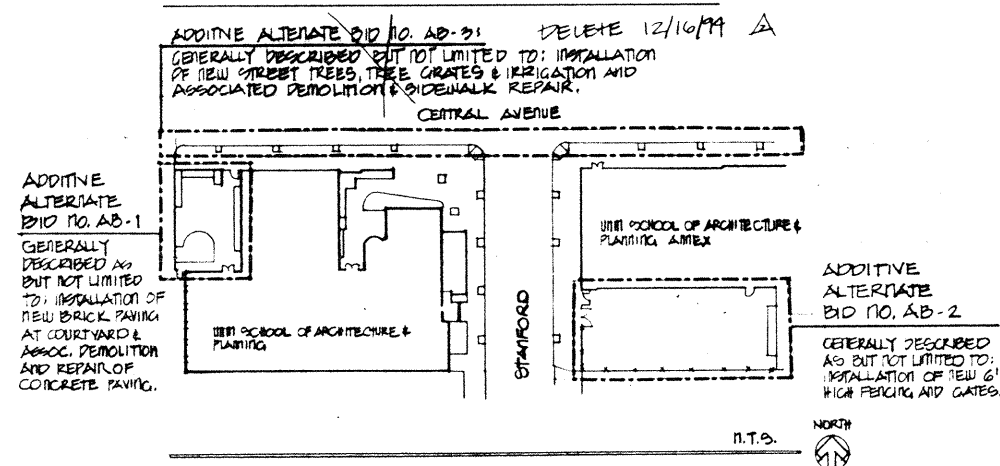 ADDITIVE ALTERNATE BID NO. AB-3: DELETE 12/16/94 2
GENERALLY DESCRIBED BUT NOT LIMITED TO: INSTALLATION
OF NEW STREET TREES, TREE GRATES & IRRIGATION AND
ASSOCIATED DEMOLITION & SIDEWALK REPAIR.
CENTRAL AVENUE
ADDITIVE
ALTERNATE
BID NO. AB-1
GENERALLY
DESCRIBED AS
BUT NOT LIMITED
TO: INSTALLATION OF
NEW BRICK PAVING
AT COURTYARD &
ASSOC. DEMOLITION
AND REPAIR OF
CONCRETE PAVING.
UNM SCHOOL OF ARCHITECTURE &
PLANNING
STANFORD
UNM SCHOOL OF ARCHITECTURE &
PLANNING ANNEX
ADDITIVE
ALTERNATE
BID NO. AB-2
GENERALLY DESCRIBED
AS BUT NOT LIMITED TO:
INSTALLATION OF NEW 6'
HIGH FENCING AND GATES.
N.T.S.
NORTH